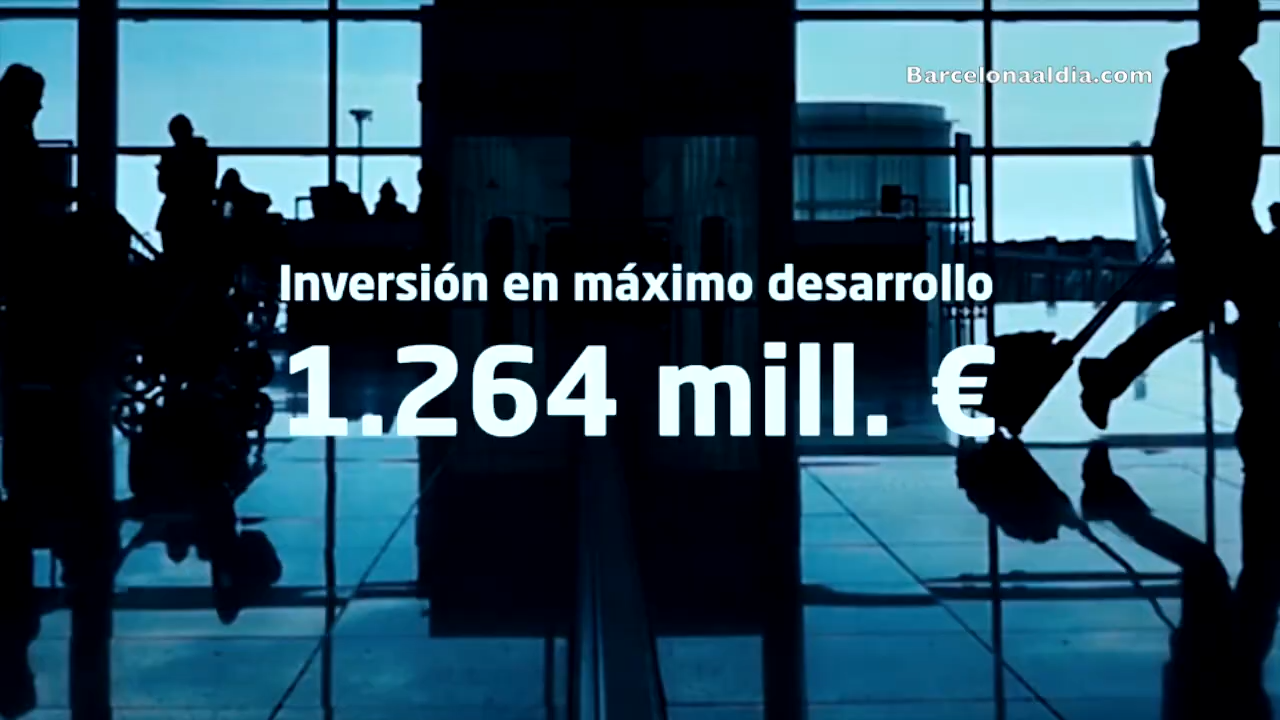 Barcelonaaldia.com
Inversión en máximo desarrollo
1.264 mill. €